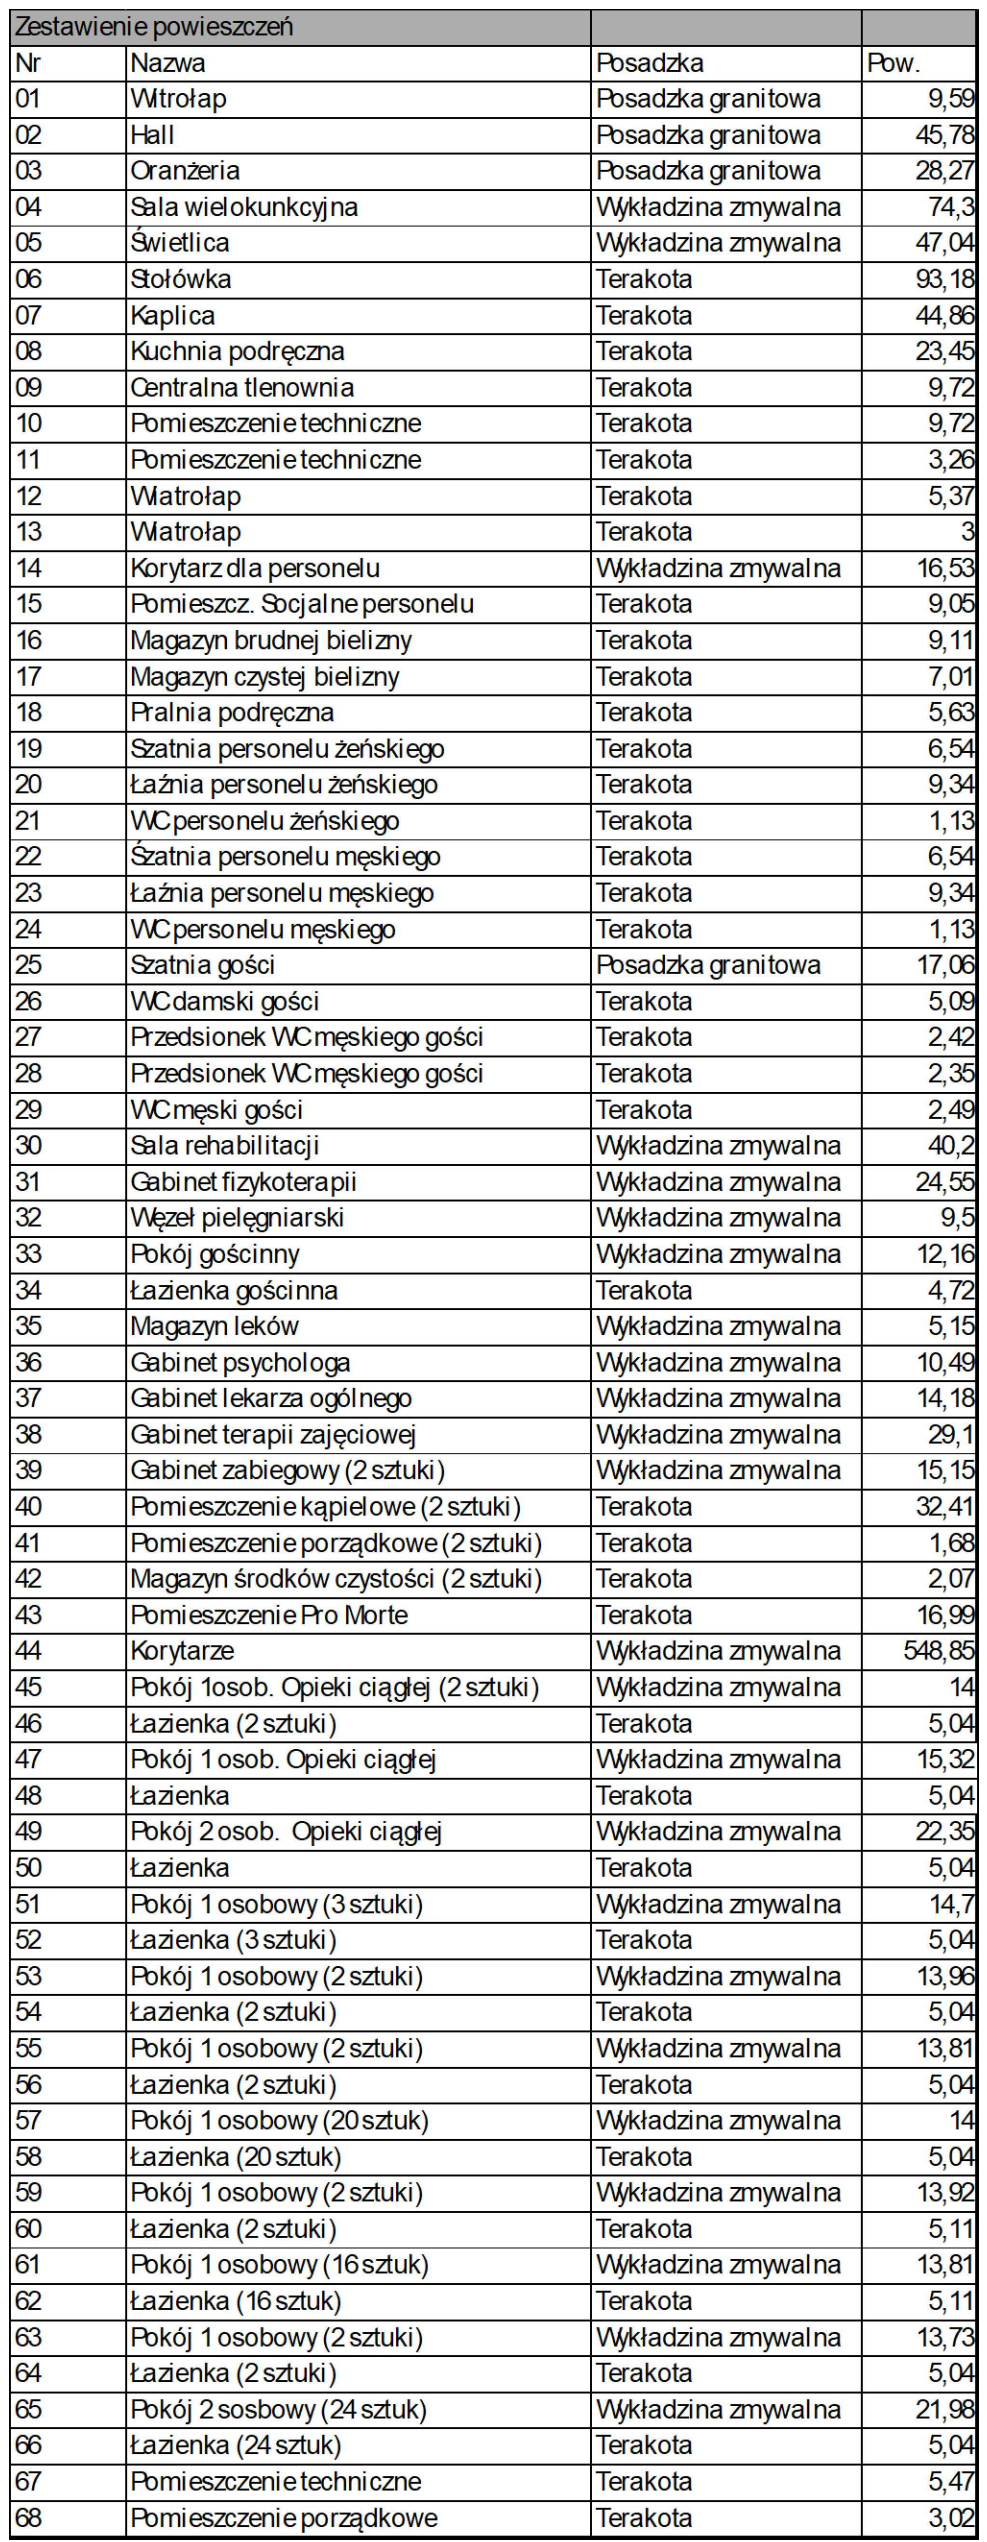 Zestawienie powieszczeń
Nr Nazwa Posadzka Pow.
01 Witrołap Posadzka granitowa 9,59
02 Hall Posadzka granitowa 45,78
03 Oranżeria Posadzka granitowa 28,27
04 Sala wielokunkcyjna Wykładzina zmywalna 74,3
05 Świetlica Wykładzina zmywalna 47,04
06 Stołówka Terakota 93,18
07 Kaplica Terakota 44,86
08 Kuchnia podręczna Terakota 23,45
09 Centralna tlenownia Terakota 9,72
10 Pomieszczenie techniczne Terakota 9,72
11 Pomieszczenie techniczne Terakota 3,26
12 Wiatrołap Terakota 5,37
13 Wiatrołap Terakota 3
14 Korytarz dla personelu Wykładzina zmywalna 16,53
15 Pomieszcz. Socjalne personelu Terakota 9,05
16 Magazyn brudnej bielizny Terakota 9,11
17 Magazyn czystej bielizny Terakota 7,01
18 Pralnia podręczna Terakota 5,63
19 Szatnia personelu żeńskiego Terakota 6,54
20 Łaźnia personelu żeńskiego Terakota 9,34
21 WC personelu żeńskiego Terakota 1,13
22 Śzatnia personelu męskiego Terakota 6,54
23 Łaźnia personelu męskiego Terakota 9,34
24 WC personelu męskiego Terakota 1,13
25 Szatnia gości Posadzka granitowa 17,06
26 WC damski gości Terakota 5,09
27 Przedsionek WC męskiego gości Terakota 2,42
28 Przedsionek WC męskiego gości Terakota 2,35
29 WC męski gości Terakota 2,49
30 Sala rehabilitacji Wykładzina zmywalna 40,2
31 Gabinet fizykoterapii Wykładzina zmywalna 24,55
32 Węzeł pielęgniarski Wykładzina zmywalna 9,5
33 Pokój gościnny Wykładzina zmywalna 12,16
34 Łazienka gościnna Terakota 4,72
35 Magazyn leków Wykładzina zmywalna 5,15
36 Gabinet psychologa Wykładzina zmywalna 10,49
37 Gabinet lekarza ogólnego Wykładzina zmywalna 14,18
38 Gabinet terapii zajęciowej Wykładzina zmywalna 29,1
39 Gabinet zabiegowy (2 sztuki) Wykładzina zmywalna 15,15
40 Pomieszczenie kąpielowe (2 sztuki) Terakota 32,41
41 Pomieszczenie porządkowe (2 sztuki) Terakota 1,68
42 Magazyn środków czystości (2 sztuki) Terakota 2,07
43 Pomieszczenie Pro Morte Terakota 16,99
44 Korytarze Wykładzina zmywalna 548,85
45 Pokój 1osob. Opieki ciągłej (2 sztuki) Wykładzina zmywalna 14
46 Łazienka (2 sztuki) Terakota 5,04
47 Pokój 1 osob. Opieki ciągłej Wykładzina zmywalna 15,32
48 Łazienka Terakota 5,04
49 Pokój 2 osob. Opieki ciągłej Wykładzina zmywalna 22,35
50 Łazienka Terakota 5,04
51 Pokój 1 osobowy (3 sztuki) Wykładzina zmywalna 14,7
52 Łazienka (3 sztuki) Terakota 5,04
53 Pokój 1 osobowy (2 sztuki) Wykładzina zmywalna 13,96
54 Łazienka (2 sztuki) Terakota 5,04
55 Pokój 1 osobowy (2 sztuki) Wykładzina zmywalna 13,81
56 Łazienka (2 sztuki) Terakota 5,04
57 Pokój 1 osobowy (20 sztuk) Wykładzina zmywalna 14
58 Łazienka (20 sztuk) Terakota 5,04
59 Pokój 1 osobowy (2 sztuki) Wykładzina zmywalna 13,92
60 Łazienka (2 sztuki) Terakota 5,11
61 Pokój 1 osobowy (16 sztuk) Wykładzina zmywalna 13,81
62 Łazienka (16 sztuk) Terakota 5,11
63 Pokój 1 osobowy (2 sztuki) Wykładzina zmywalna 13,73
64 Łazienka (2 sztuki) Terakota 5,04
65 Pokój 2 sosbowy (24 sztuk) Wykładzina zmywalna 21,98
66 Łazienka (24 sztuk) Terakota 5,04
67 Pomieszczenie techniczne Terakota 5,47
68 Pomieszczenie porządkowe Terakota 3,02